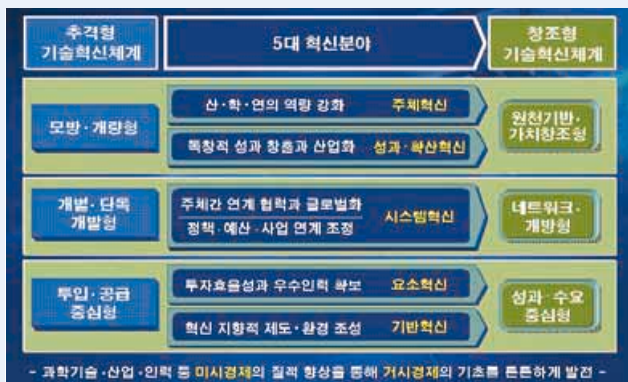 추격형
기술혁신체계
5대 혁신분야
창조형
기술혁신체계
모방·개량형
산·학·연의 역량 강화 주체혁신
독창적 성과 창출과 산업화 성과·확산혁신
원천기반·
가치창조형
개별·단독
개발형
주체간 연계 협력과 글로벌화
정책·예산·사업 연계 조정
시스템혁신
네트워크·
개방형
투입·공급
중심형
투자효율성과 우수인력 확보 요소혁신
혁신 지향적 제도·환경 조성 기반혁신
성과·수요
중심형
- 과학기술·산업·인력 등 미시경제의 질적 향상을 통해 거시경제의 기초를 튼튼하게 발전 -